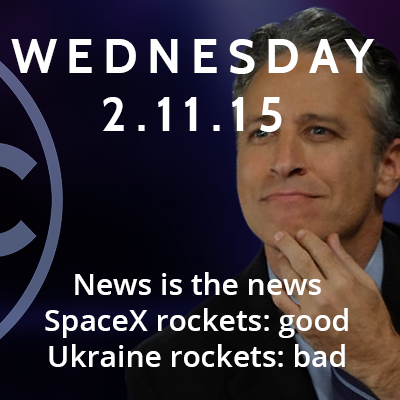 WEDNESDAY
2.11.15
News is the news
SpaceX rockets: good
Ukraine rockets: bad